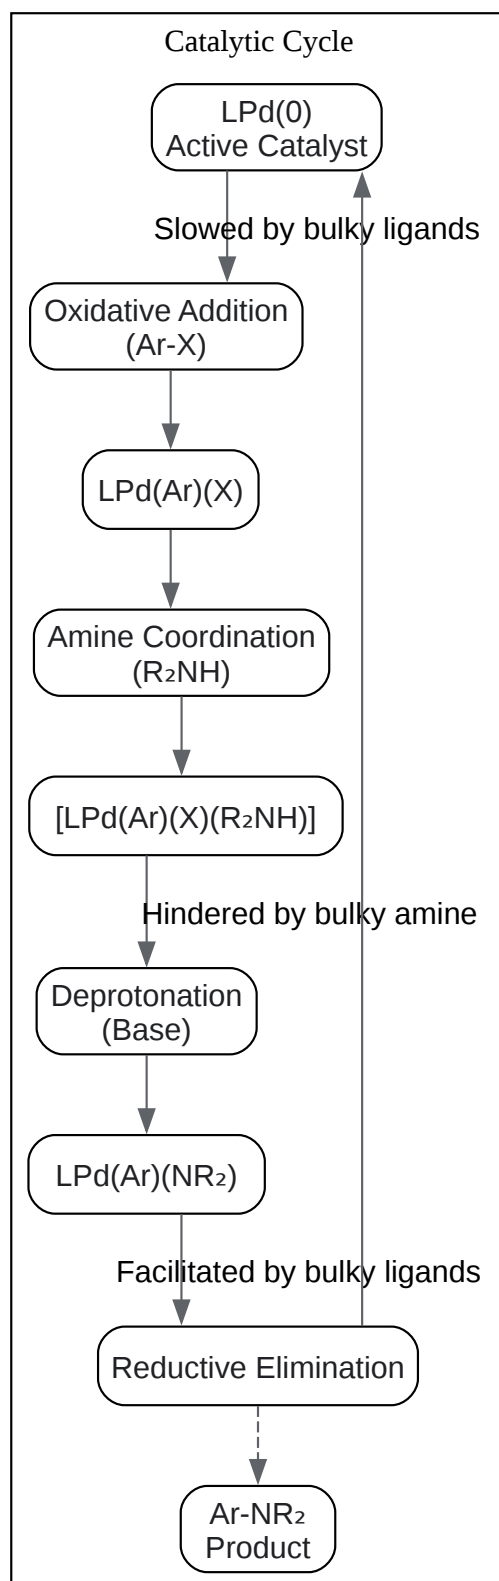 Catalytic Cycle
LPd(0)
Active Catalyst
Slowed by bulky ligands
Oxidative Addition
(Ar-X)
LPd(Ar)(X)
Amine Coordination
(R₂NH)
[LPd(Ar)(X)(R₂NH)]
Hindered by bulky amine
Deprotonation
(Base)
LPd(Ar)(NR₂)
Facilitated by bulky ligands
Reductive Elimination
Ar-NR₂
Product